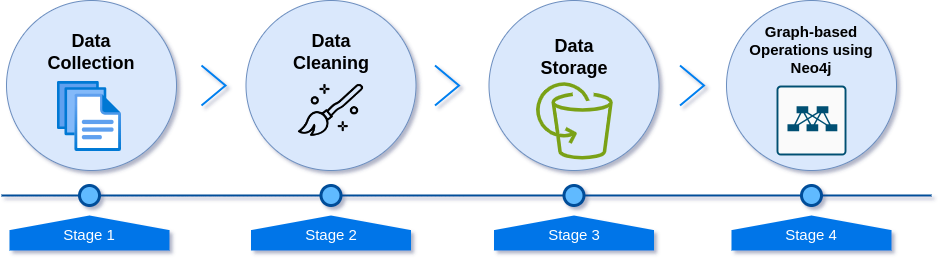 Data
Collection
Data
Cleaning
Data
Storage
Graph-based
Operations using
Neo4j
Stage 1
Stage 2
Stage 3
Stage 4